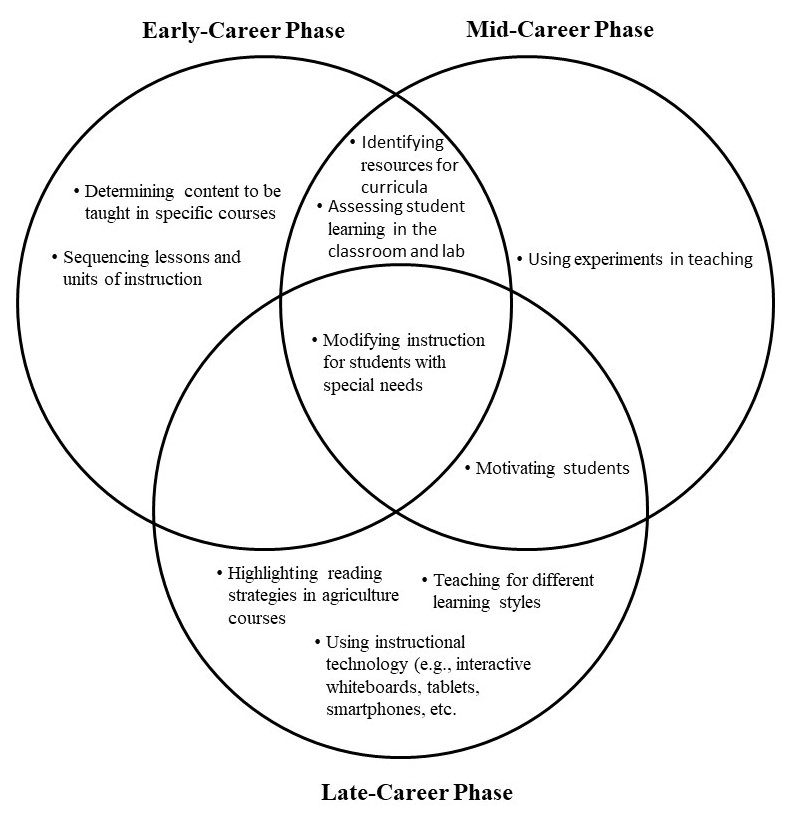 Early-Career Phase
Mid-Career Phase
• Identifying
resources for
curricula
• Assessing student
learning in the
classroom and lab
• Determining content to be
taught in specific courses
• Sequencing lessons and
units of instruction
• Using experiments in teaching
• Modifying instruction
for students with
special needs
• Motivating students
• Highlighting reading
strategies in agriculture
courses
• Teaching for different
learning styles
• Using instructional
technology (e.g., interactive
whiteboards, tablets,
smartphones, etc.
Late-Career Phase